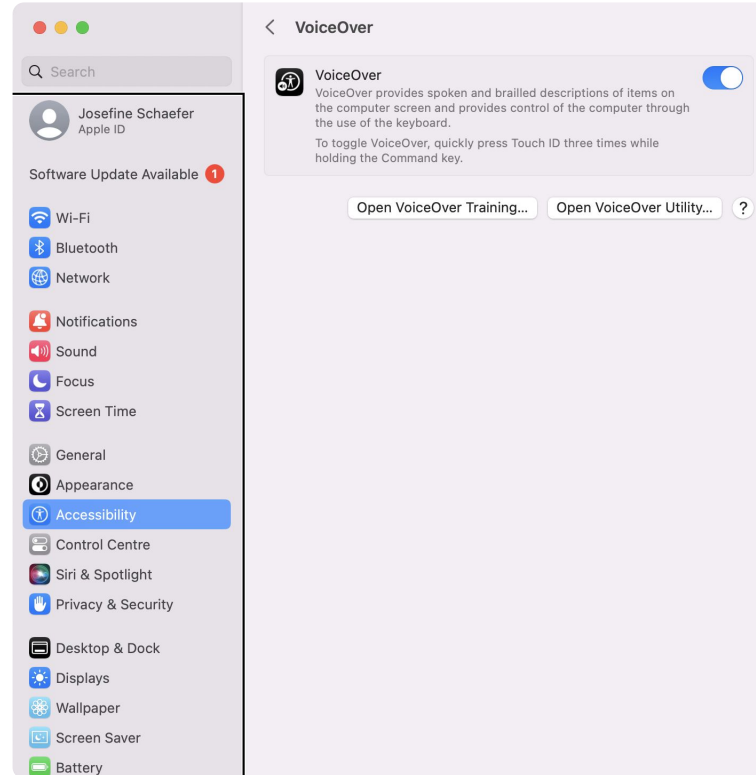 VoiceOver
Search
Josefine Schaefer
Apple ID
Software Update Available 1
Wi-Fi
Bluetooth
Network
Notifications
Sound
Focus
Screen Time
General
Appearance
Accessibility
Control Centre
Siri & Spotlight
Privacy & Security
Desktop & Dock
Displays
Wallpaper
Screen Saver
Battery
VoiceOver
VoiceOver provides spoken and brailled descriptions of items on
the computer screen and provides control of the computer through
the use of the keyboard.
To toggle VoiceOver, quickly press Touch ID three times while
holding the Command key.
Open VoiceOver Training... Open VoiceOver Utility... ?